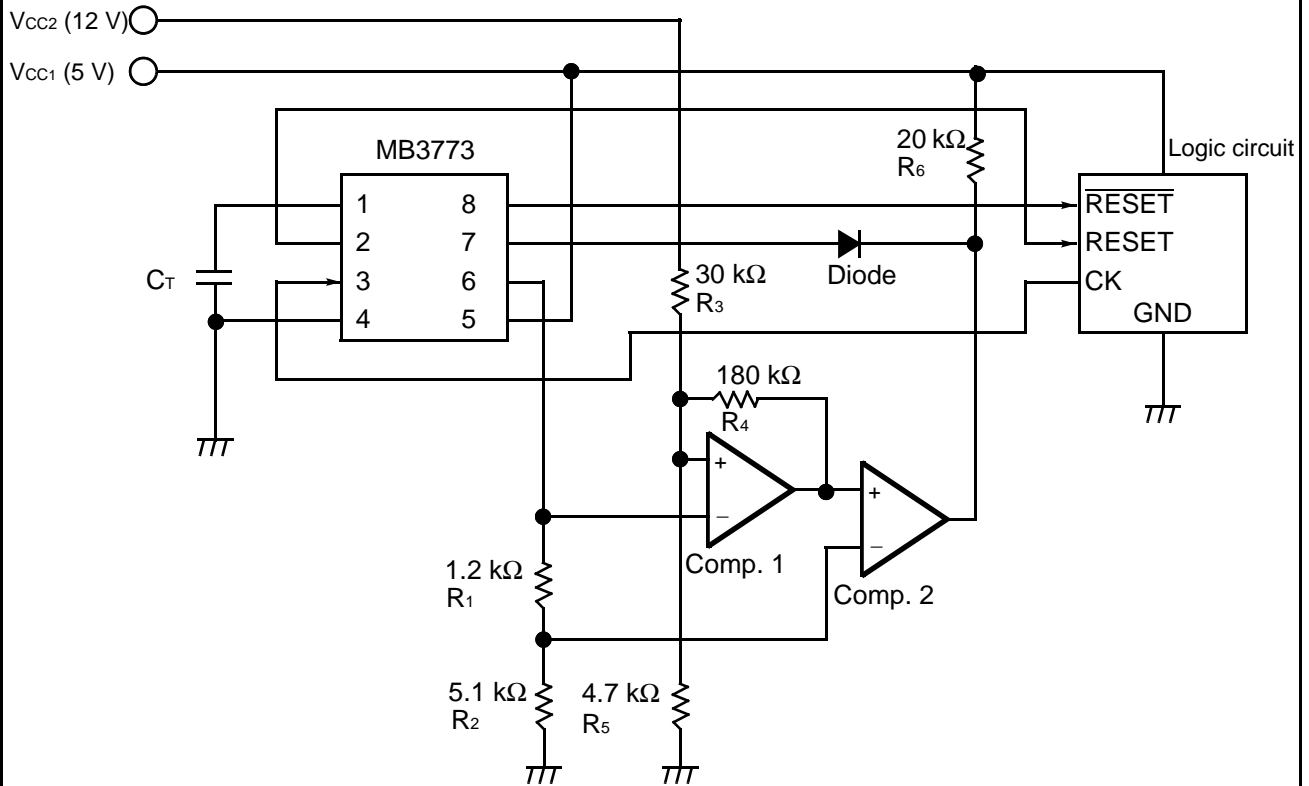 VCC2 (12 V)
VCC1 (5 V)
MB3773
20 kΩ
R6
Logic circuit
1
8
RESET
2
7
RESET
CT
3
6
Diode
30 kΩ
R3
CK
4
5
GND
180 kΩ
R4
+
−
Comp. 1
+
−
Comp. 2
1.2 kΩ
R1
5.1 kΩ
R2
4.7 kΩ
R5